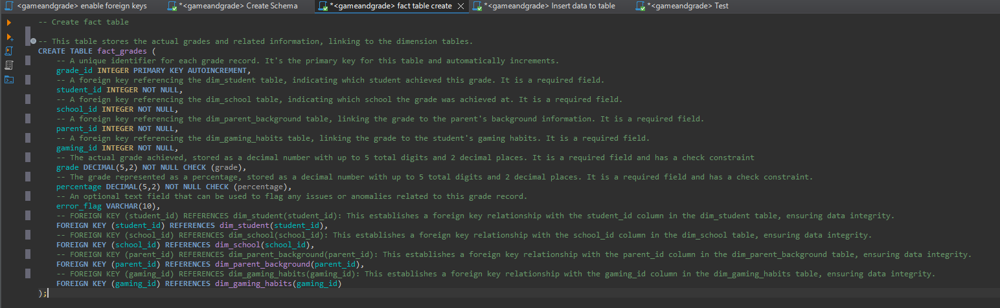 <gameandgrade> enable foreign keys
*<gameandgrade> Create Schema
*<gameandgrade> fact table create
*<gameandgrade> Insert data to table
*<gameandgrade> Test
-- Create fact table
-- This table stores the actual grades and related information, linking to the dimension tables.
CREATE TABLE fact_grades (
-- A unique identifier for each grade record. It's the primary key for this table and automatically increments.
grade_id INTEGER PRIMARY KEY AUTOINCREMENT,
-- A foreign key referencing the dim_student table, indicating which student achieved this grade. It is a required field.
student_id INTEGER NOT NULL,
-- A foreign key referencing the dim_school table, indicating which school the grade was achieved at. It is a required field.
school_id INTEGER NOT NULL,
-- A foreign key referencing the dim_parent_background table, linking the grade to the parent's background information. It is a required field.
parent_id INTEGER NOT NULL,
-- A foreign key referencing the dim_gaming_habits table, linking the grade to the student's gaming habits. It is a required field.
gaming_id INTEGER NOT NULL,
-- The actual grade achieved, stored as a decimal number with up to 5 total digits and 2 decimal places. It is a required field and has a check constraint
grade DECIMAL(5,2) NOT NULL CHECK (grade),
-- The grade represented as a percentage, stored as a decimal number with up to 5 total digits and 2 decimal places. It is a required field and has a check constraint.
percentage DECIMAL(5,2) NOT NULL CHECK (percentage),
-- An optional text field that can be used to flag any issues or anomalies related to this grade record.
error_flag VARCHAR(10),
-- FOREIGN KEY (student_id) REFERENCES dim_student(student_id): This establishes a foreign key relationship with the student_id column in the dim_student table, ensuring data integrity.
FOREIGN KEY (student_id) REFERENCES dim_student(student_id),
-- FOREIGN KEY (school_id) REFERENCES dim_school(school_id): This establishes a foreign key relationship with the school_id column in the dim_school table, ensuring data integrity.
FOREIGN KEY (school_id) REFERENCES dim_school(school_id),
-- FOREIGN KEY (parent_id) REFERENCES dim_parent_background(parent_id): This establishes a foreign key relationship with the parent_id column in the dim_parent_background table, ensuring data integrity.
FOREIGN KEY (parent_id) REFERENCES dim_parent_background(parent_id),
-- FOREIGN KEY (gaming_id) REFERENCES dim_gaming_habits(gaming_id): This establishes a foreign key relationship with the gaming_id column in the dim_gaming_habits table, ensuring data integrity.
FOREIGN KEY (gaming_id) REFERENCES dim_gaming_habits(gaming_id)
);